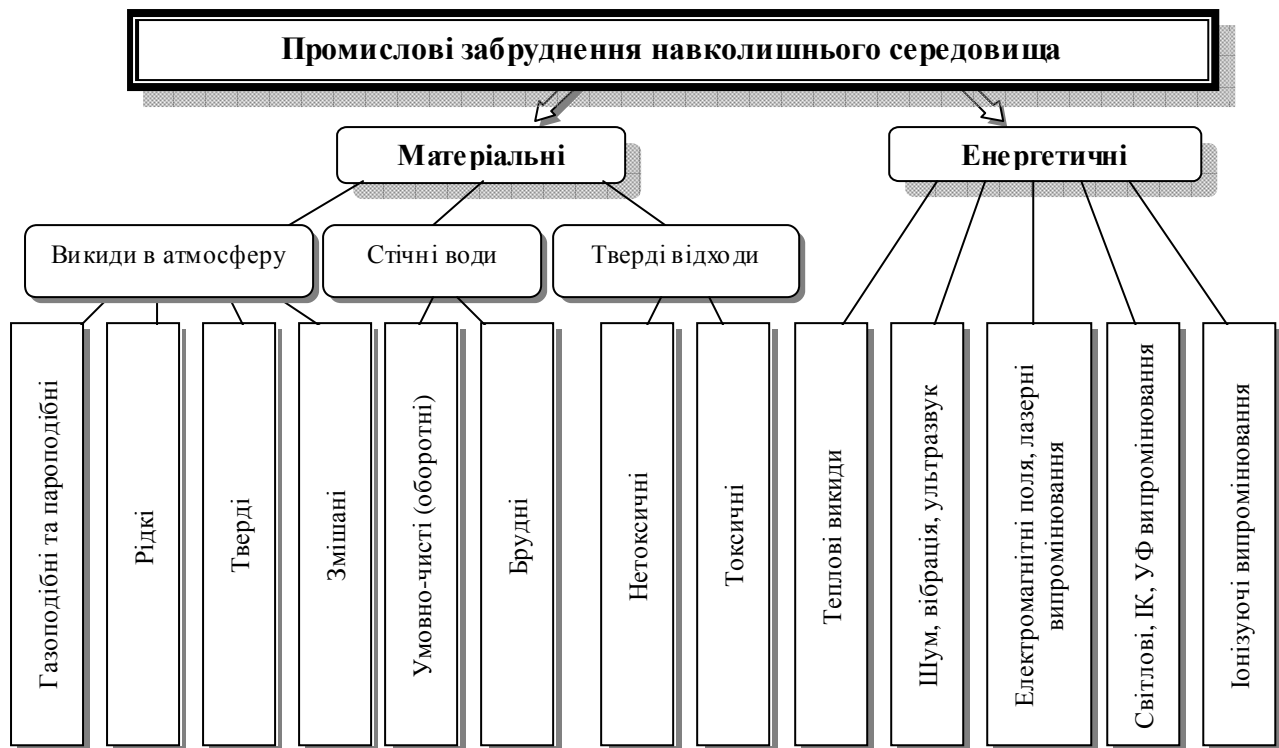 Промислові забруднення навколишнього середовища
Матеріальні
Енергетичні
Викиди в атмосферу
Стічні води
Тверді відходи
Газоподібні та пароподібні
Рідкі
Тверді
Змішані
Умовно-чисті (оборотні)
Брудні
Нетоксичні
Токсичні
Теплові викиди
Шум, вібрація, ультразвук
Електромагнітні поля, лазерні
випромінювання
Світлові, ІК, УФ випромінювання
Іонізуючі випромінювання